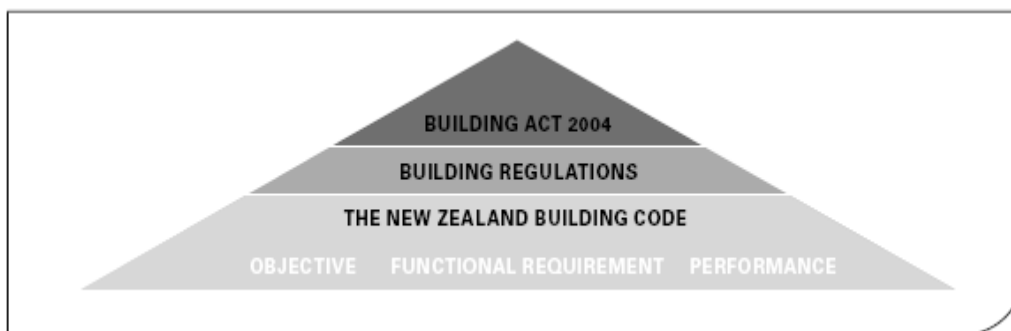 BUILDING ACT 2004
BUILDING REGULATIONS
THE NEW ZEALAND BUILDING CODE
OBJECTIVE FUNCTIONAL REQUIREMENT PERFORMANCE